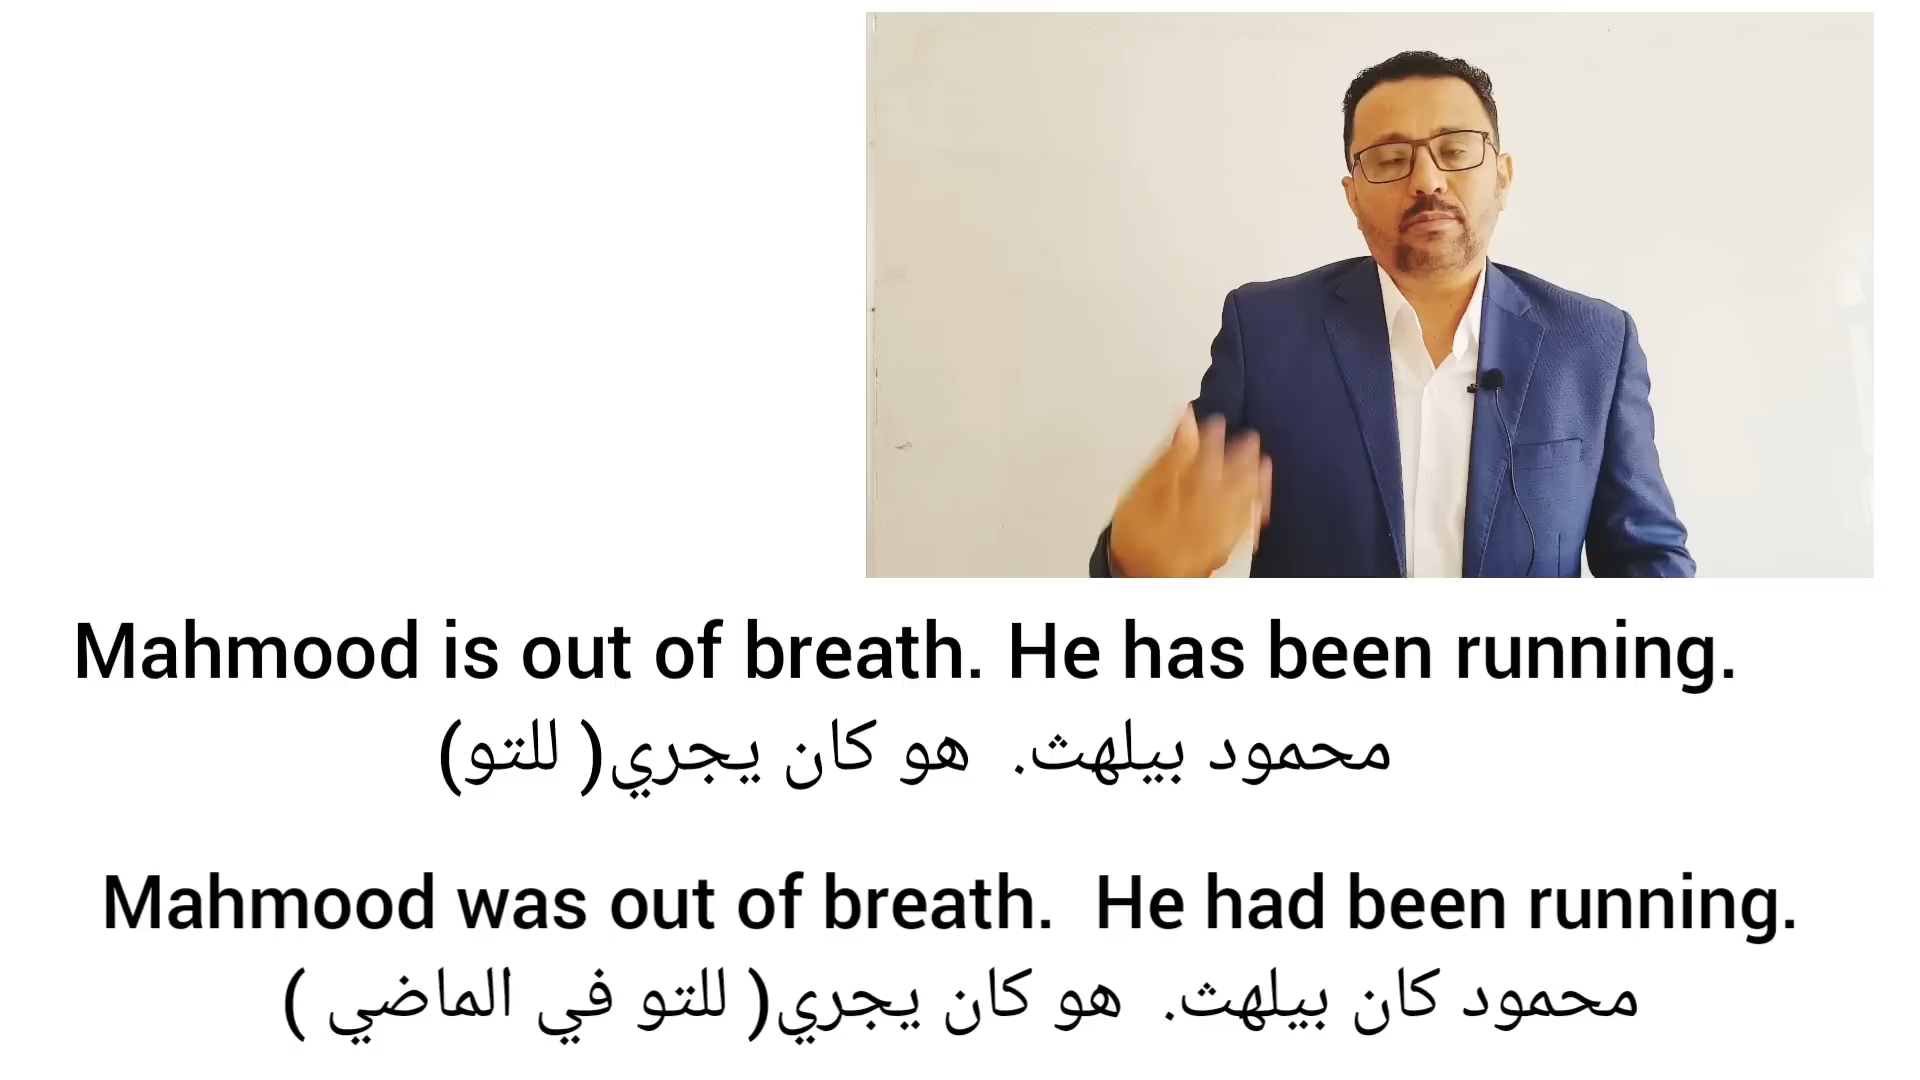 Mahmood is out of breath. He has been running.
محمود بيلهث. هو كان يجري( للتو)
Mahmood was out of breath. He had been running.
محمود كان بيلهث. هو كان يجري( للتو في الماضي )